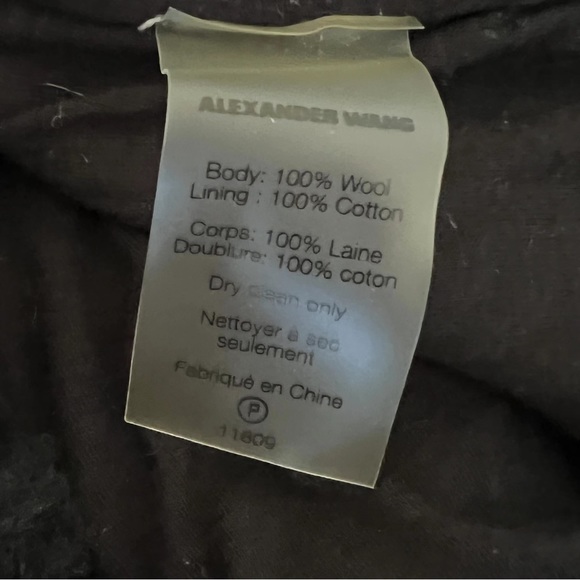 ALEXANDER WANG
Body: 100% Wool
Lining : 100% Cotton
Corps: 100% Laine
Doublure: 100% coton
Dry clean only
Nettoyer à sec
seulement
Fabriqué en Chine
P
11609